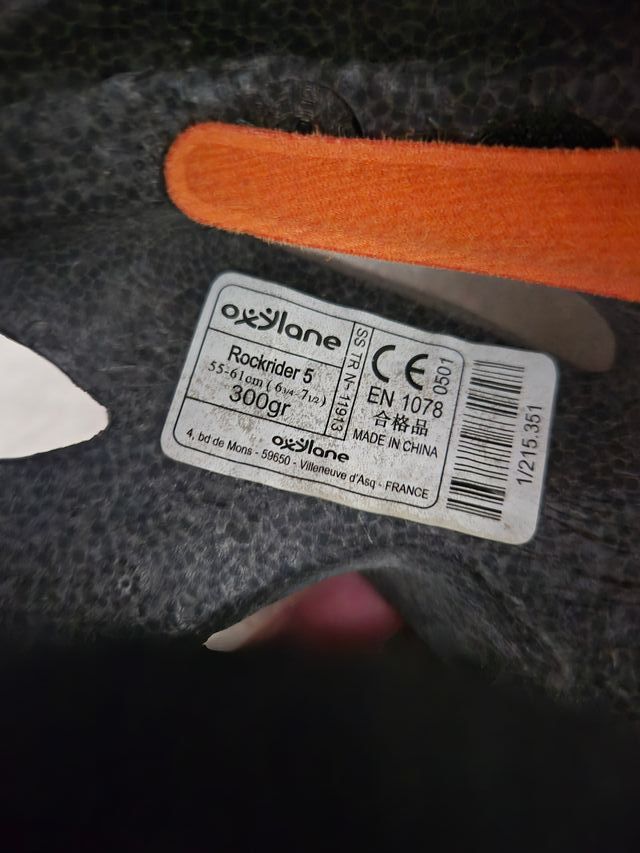 oxylane
Rockrider 5
55-61cm ( 6 3/4- 7 1/2 )
300gr
SS TR N- 11913
CE 0501
EN 1078
合格品
MADE IN CHINA
oxylane
4, bd de Mons - 59650 - Villeneuve d'Asq - FRANCE
1/215.351